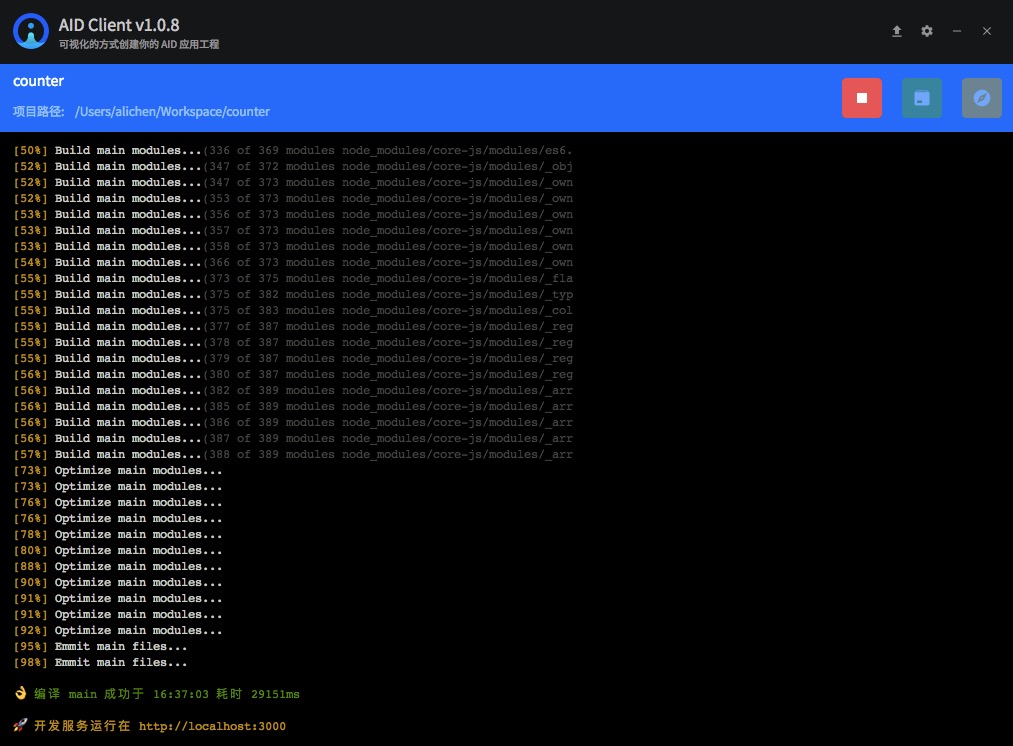 AID Client v1.0.8
可视化的方式创建你的 AID 应用工程
counter
项目路径: /Users/alichen/Workspace/counter
[50%] Build main modules...(336 of 369 modules node_modules/core-js/modules/es6.
[52%] Build main modules...(347 of 372 modules node_modules/core-js/modules/_obj
[52%] Build main modules...(347 of 373 modules node_modules/core-js/modules/_own
[52%] Build main modules...(353 of 373 modules node_modules/core-js/modules/_own
[53%] Build main modules...(356 of 373 modules node_modules/core-js/modules/_own
[53%] Build main modules...(357 of 373 modules node_modules/core-js/modules/_own
[53%] Build main modules...(358 of 373 modules node_modules/core-js/modules/_own
[54%] Build main modules...(366 of 373 modules node_modules/core-js/modules/_own
[55%] Build main modules...(373 of 375 modules node_modules/core-js/modules/_fla
[55%] Build main modules...(375 of 382 modules node_modules/core-js/modules/_typ
[55%] Build main modules...(375 of 383 modules node_modules/core-js/modules/_col
[55%] Build main modules...(377 of 387 modules node_modules/core-js/modules/_reg
[55%] Build main modules...(378 of 387 modules node_modules/core-js/modules/_reg
[55%] Build main modules...(379 of 387 modules node_modules/core-js/modules/_reg
[56%] Build main modules...(380 of 387 modules node_modules/core-js/modules/_reg
[56%] Build main modules...(382 of 389 modules node_modules/core-js/modules/_arr
[56%] Build main modules...(385 of 389 modules node_modules/core-js/modules/_arr
[56%] Build main modules...(386 of 389 modules node_modules/core-js/modules/_arr
[56%] Build main modules...(387 of 389 modules node_modules/core-js/modules/_arr
[57%] Build main modules...(388 of 389 modules node_modules/core-js/modules/_arr
[73%] Optimize main modules...
[73%] Optimize main modules...
[76%] Optimize main modules...
[76%] Optimize main modules...
[78%] Optimize main modules...
[80%] Optimize main modules...
[88%] Optimize main modules...
[90%] Optimize main modules...
[91%] Optimize main modules...
[91%] Optimize main modules...
[92%] Optimize main modules...
[95%] Emmit main files...
[98%] Emmit main files...
👌 编译 main 成功于 16:37:03 耗时 29151ms
🚀 开发服务运行在 http://localhost:3000